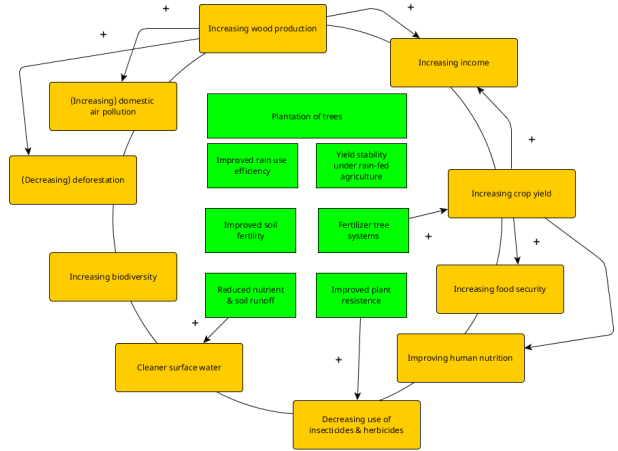 +
Increasing wood production
+
+
Increasing income
(Increasing) domestic
air pollution
Plantation of trees
+
Improved rain use
efficiency
Yield stability
under rain-fed
agriculture
(Decreasing) deforestation
Increasing crop yield
Improved soil
fertility
Fertilizer tree
systems
+
+
Increasing biodiversity
Increasing food security
Reduced nutrient
& soil runoff
Improved plant
resistence
+
Cleaner surface water
+
Improving human nutrition
Decreasing use of
insecticides & herbicides